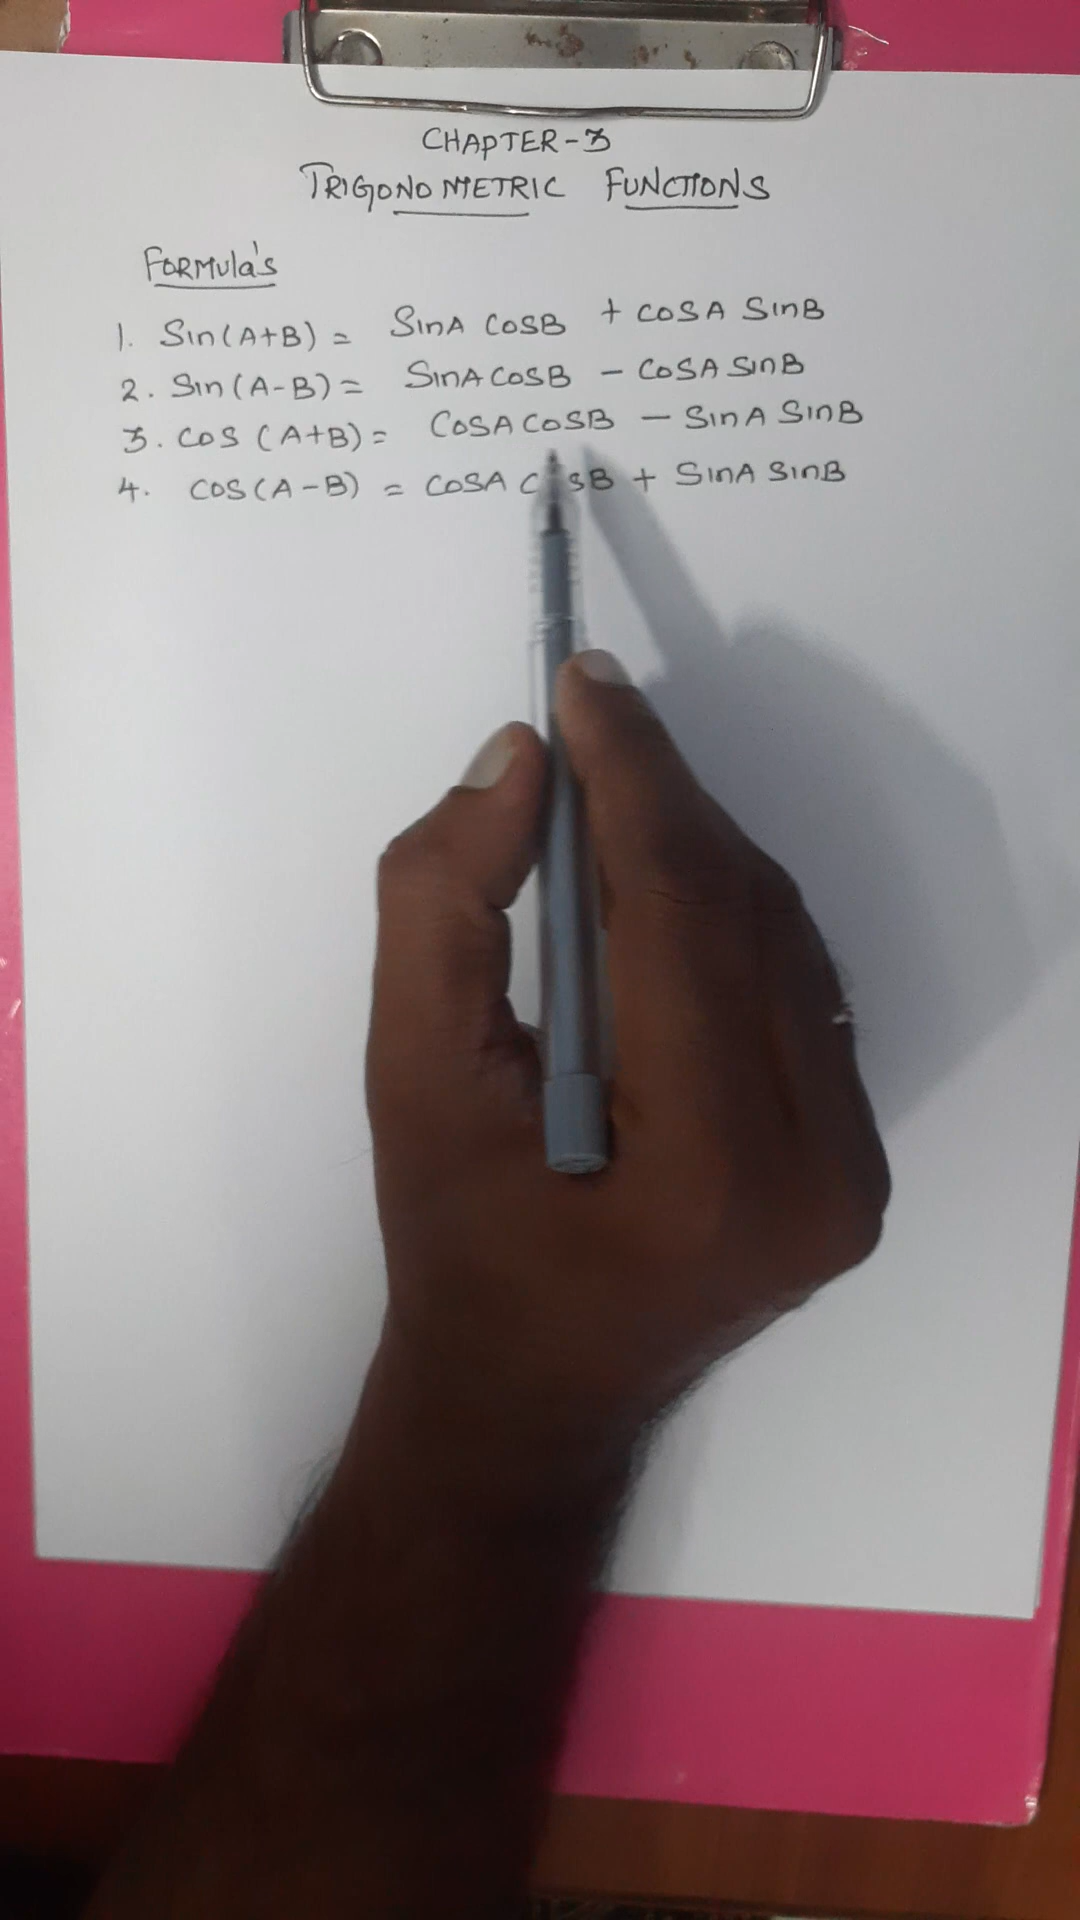 CHAPTER-3
TRIGONOMETRIC FUNCTIONS
FORMula's
1. Sin(A+B) = SinA COSB + COSA SinB
2. Sin(A-B) = SinA COSB - COSA SinB
3. COS (A+B) = COSA COSB - SinA SinB
4. COS(A-B) = COSA COSB + SinA SinB